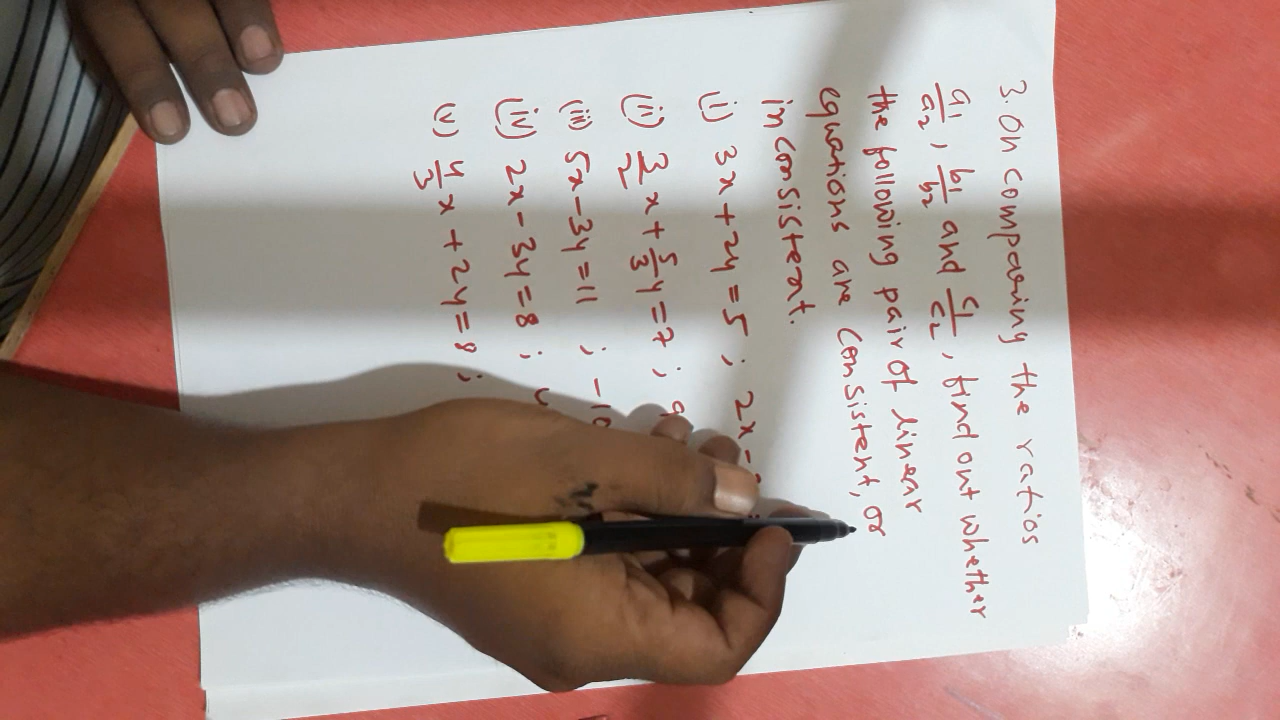 3. On comparing the ratios
a1/a2, b1/b2 and c1/c2, find out whether
the following pair of linear
equations are consistent, or
inconsistent.
(i) 3x + 2y = 5 ; 2x -
(ii) 3/2 x + 5/3 y = 7 ; 9
(iii) 5x - 3y = 11 ; -10
(iv) 2x - 3y = 8 ;
(v) 4/3 x + 2y = 8 ;